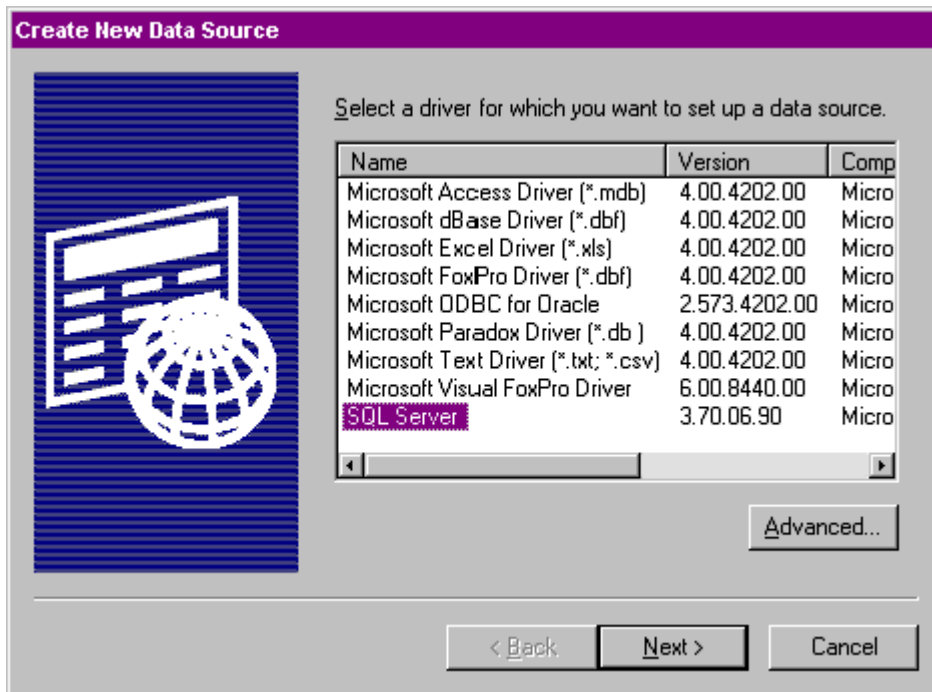 Create New Data Source
Select a driver for which you want to set up a data source.
Name Version Comp
Microsoft Access Driver (*.mdb) 4.00.4202.00 Micro
Microsoft dBase Driver (*.dbf) 4.00.4202.00 Micro
Microsoft Excel Driver (*.xls) 4.00.4202.00 Micro
Microsoft FoxPro Driver (*.dbf) 4.00.4202.00 Micro
Microsoft ODBC for Oracle 2.573.4202.00 Micro
Microsoft Paradox Driver (*.db ) 4.00.4202.00 Micro
Microsoft Text Driver (*.txt; *.csv) 4.00.4202.00 Micro
Microsoft Visual FoxPro Driver 6.00.8440.00 Micro
SQL Server 3.70.06.90 Micro
Advanced...
< Back Next > Cancel